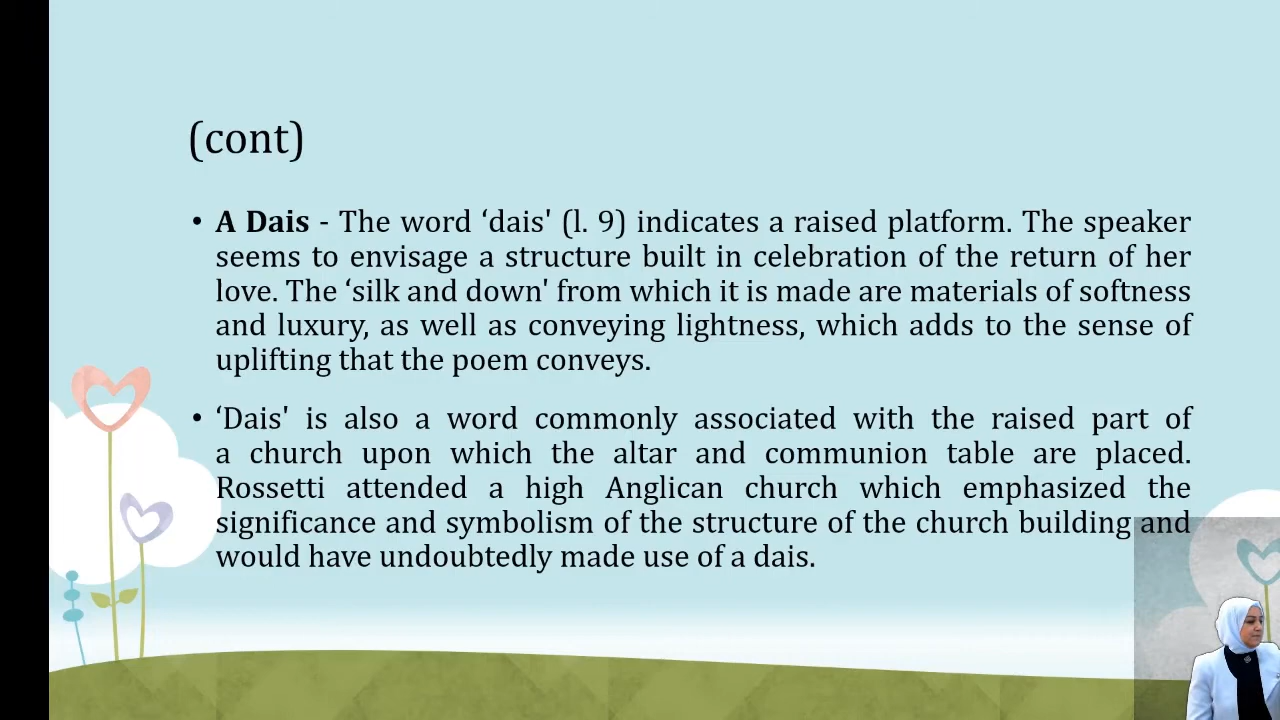 (cont)
• A Dais - The word ‘dais' (l. 9) indicates a raised platform. The speaker
seems to envisage a structure built in celebration of the return of her
love. The ‘silk and down' from which it is made are materials of softness
and luxury, as well as conveying lightness, which adds to the sense of
uplifting that the poem conveys.
• ‘Dais' is also a word commonly associated with the raised part of
a church upon which the altar and communion table are placed.
Rossetti attended a high Anglican church which emphasized the
significance and symbolism of the structure of the church building and
would have undoubtedly made use of a dais.